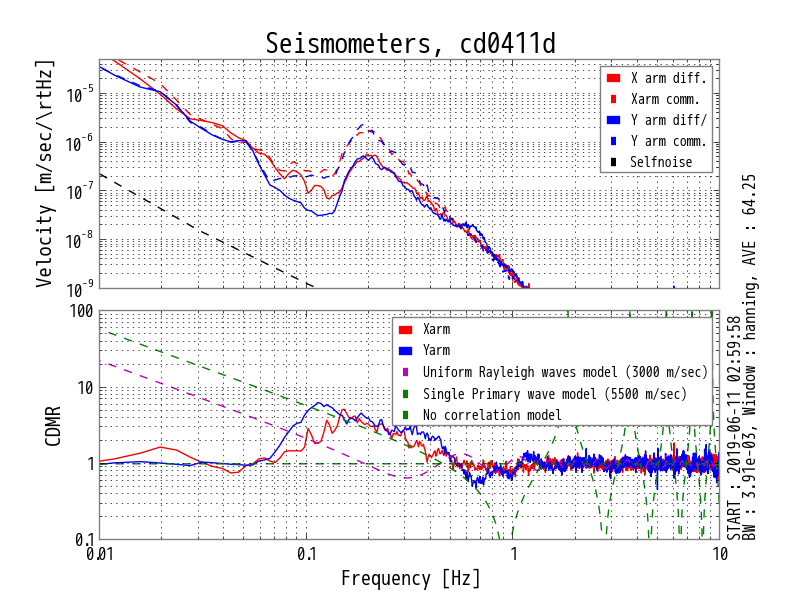 Seismometers, cd0411d
Velocity [m/sec/\rtHz]
10^-5
10^-6
10^-7
10^-8
10^-9
X arm diff.
Xarm comm.
Y arm diff/
Y arm comm.
Selfnoise
CDMR
100
10
1
0.1
Xarm
Yarm
Uniform Rayleigh waves model (3000 m/sec)
Single Primary wave model (5500 m/sec)
No correlation model
0.01
0.1
1
10
Frequency [Hz]
START : 2019-06-11 02:59:58
BW : 3.91e-03, Window : hanning, AVE : 64.25